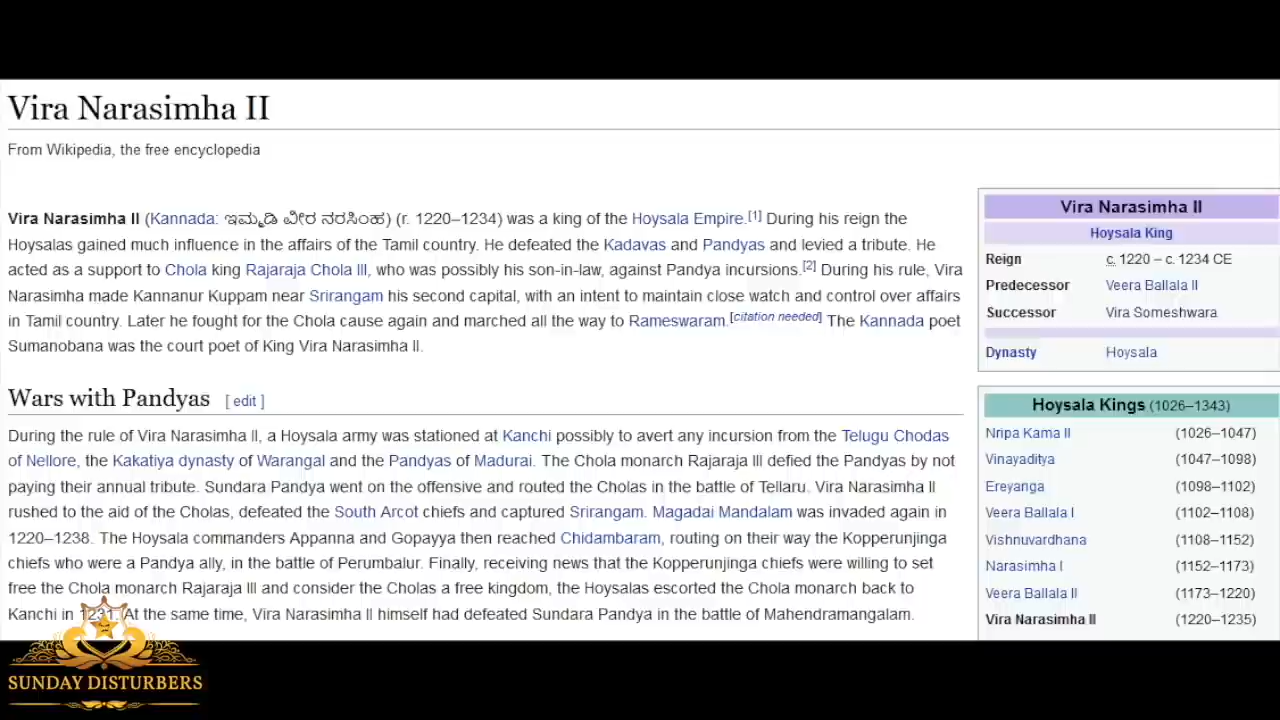 Vira Narasimha II
From Wikipedia, the free encyclopedia
Vira Narasimha II (Kannada: ಇಮ್ಮಡಿ ವೀರ ನರಸಿಂಹ) (r. 1220–1234) was a king of the Hoysala Empire.[1] During his reign the
Hoysalas gained much influence in the affairs of the Tamil country. He defeated the Kadavas and Pandyas and levied a tribute. He
acted as a support to Chola king Rajaraja Chola III, who was possibly his son-in-law, against Pandya incursions.[2] During his rule, Vira
Narasimha made Kannanur Kuppam near Srirangam his second capital, with an intent to maintain close watch and control over affairs
in Tamil country. Later he fought for the Chola cause again and marched all the way to Rameswaram.[citation needed] The Kannada poet
Sumanobana was the court poet of King Vira Narasimha II.
Wars with Pandyas [ edit ]
During the rule of Vira Narasimha II, a Hoysala army was stationed at Kanchi possibly to avert any incursion from the Telugu Chodas
of Nellore, the Kakatiya dynasty of Warangal and the Pandyas of Madurai. The Chola monarch Rajaraja III defied the Pandyas by not
paying their annual tribute. Sundara Pandya went on the offensive and routed the Cholas in the battle of Tellaru. Vira Narasimha II
rushed to the aid of the Cholas, defeated the South Arcot chiefs and captured Srirangam. Magadai Mandalam was invaded again in
1220–1238. The Hoysala commanders Appanna and Gopayya then reached Chidambaram, routing on their way the Kopperunjinga
chiefs who were a Pandya ally, in the battle of Perumbalur. Finally, receiving news that the Kopperunjinga chiefs were willing to set
free the Chola monarch Rajaraja III and consider the Cholas a free kingdom, the Hoysalas escorted the Chola monarch back to
Kanchi in 1231. At the same time, Vira Narasimha II himself had defeated Sundara Pandya in the battle of Mahendramangalam.
Vira Narasimha II
Hoysala King
Reign c. 1220 – c. 1234 CE
Predecessor Veera Ballala II
Successor Vira Someshwara
Dynasty Hoysala
Hoysala Kings (1026–1343)
Nripa Kama II (1026–1047)
Vinayaditya (1047–1098)
Ereyanga (1098–1102)
Veera Ballala I (1102–1108)
Vishnuvardhana (1108–1152)
Narasimha I (1152–1173)
Veera Ballala II (1173–1220)
Vira Narasimha II (1220–1235)
SUNDAY DISTURBERS